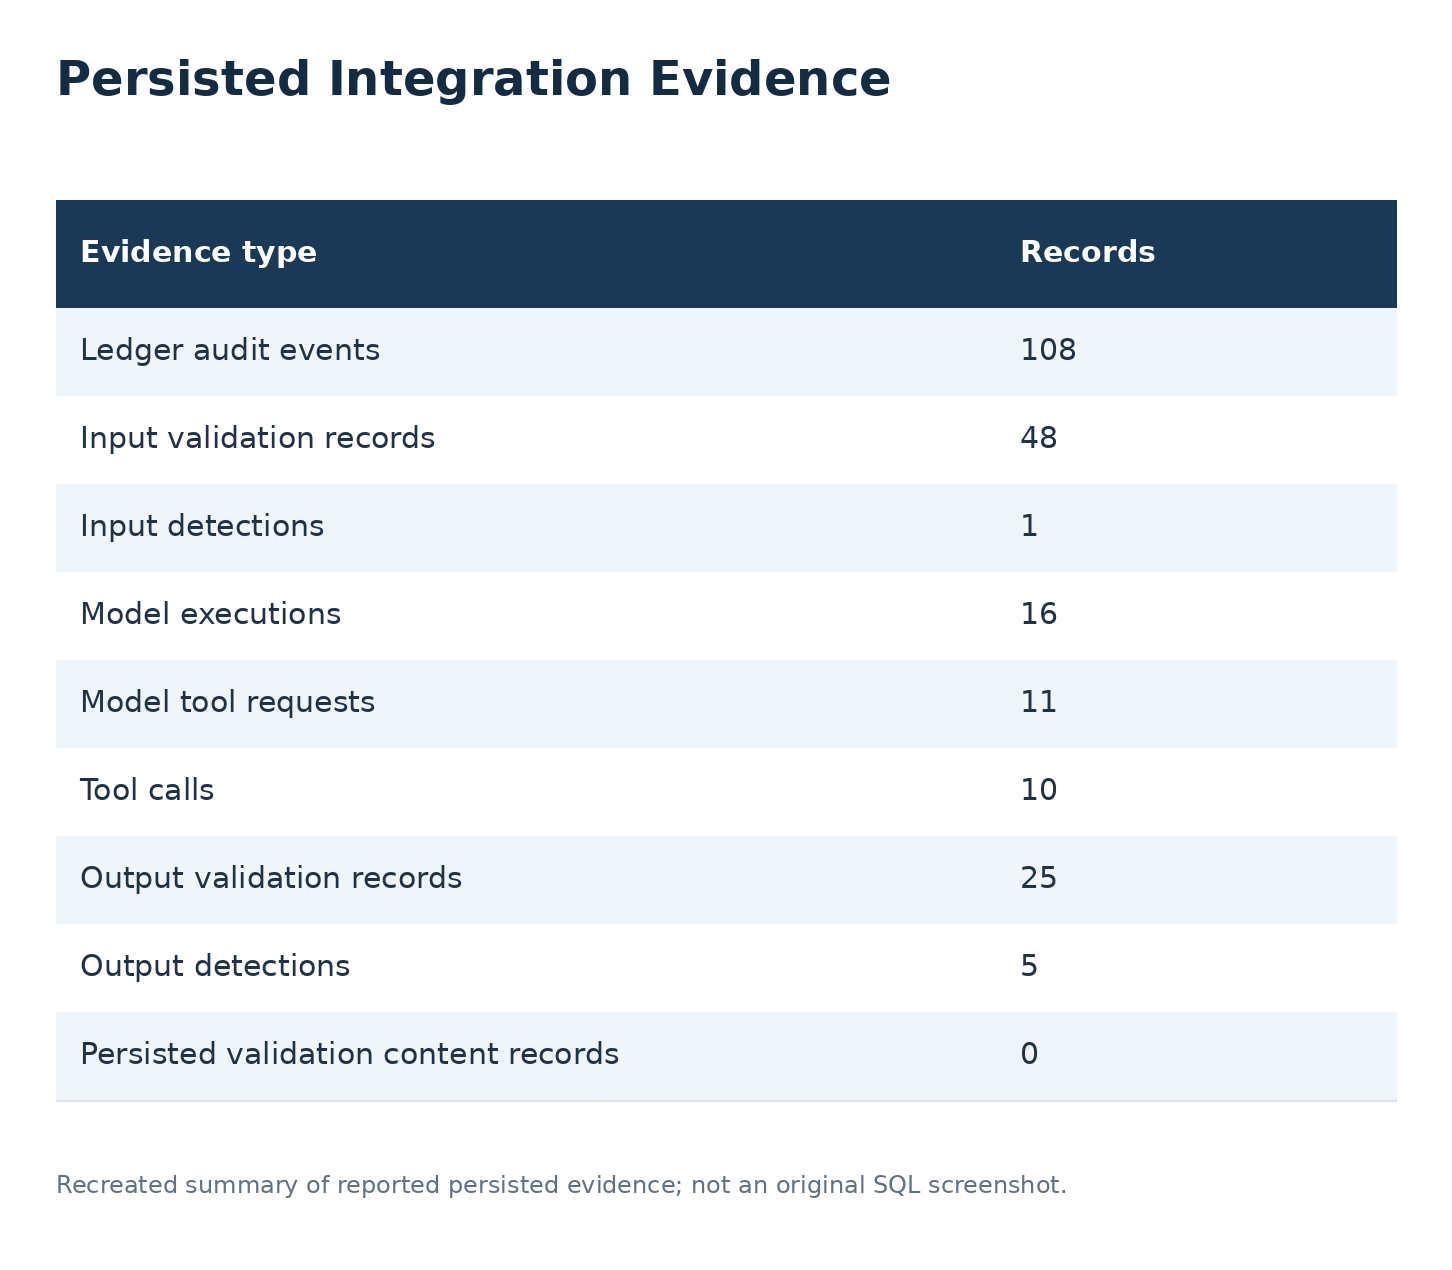 Persisted Integration Evidence
Evidence type Records
Ledger audit events 108
Input validation records 48
Input detections 1
Model executions 16
Model tool requests 11
Tool calls 10
Output validation records 25
Output detections 5
Persisted validation content records 0
Recreated summary of reported persisted evidence; not an original SQL screenshot.